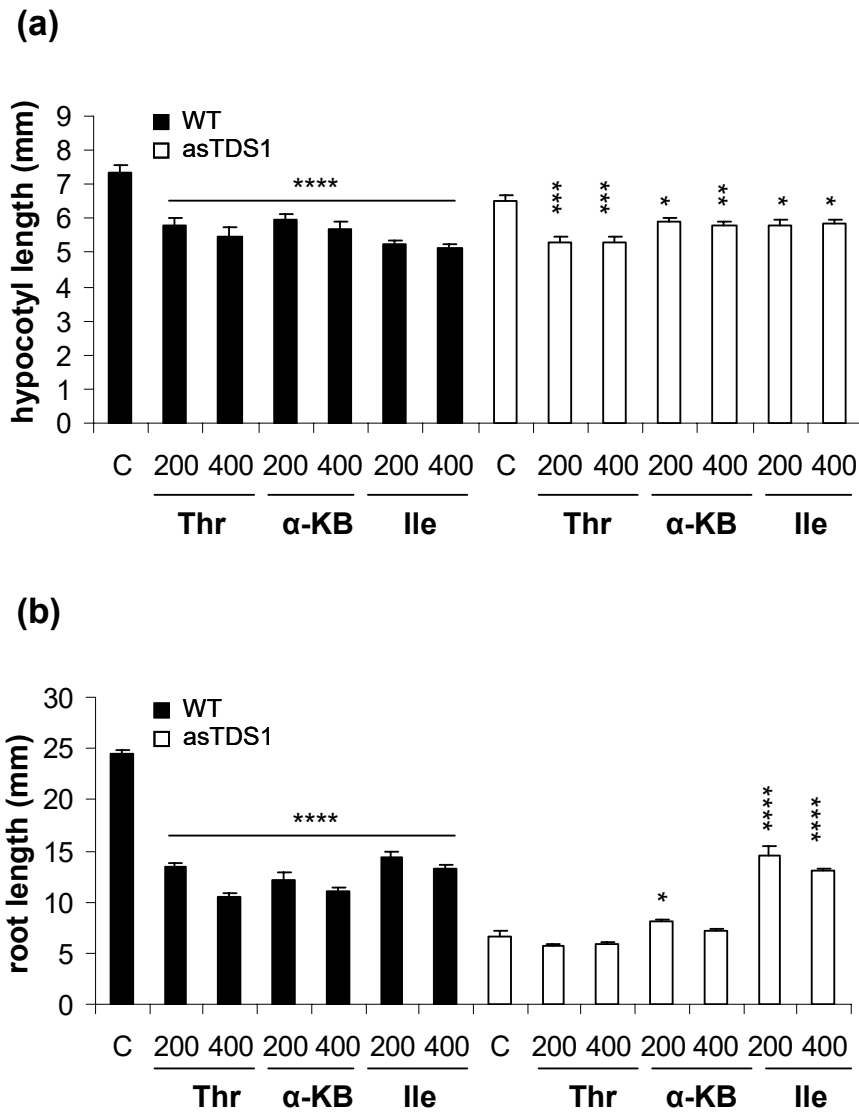 (a)
hypocotyl length (mm)
9
8
7
6
5
4
3
2
1
0
WT
asTDS1
****
***
***
*
**
*
*
C 200 400 200 400 200 400 C 200 400 200 400 200 400
Thr α-KB Ile Thr α-KB Ile
(b)
root length (mm)
30
25
20
15
10
5
0
WT
asTDS1
****
*
****
****
C 200 400 200 400 200 400 C 200 400 200 400 200 400
Thr α-KB Ile Thr α-KB Ile